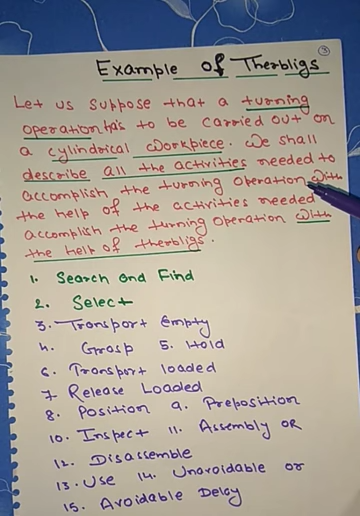 3
Example of Therbligs
Let us suppose that a turning
operation has to be carried out on
a cylindrical workpiece. We shall
describe all the activities needed to
accomplish the turning operation with
the help of the activities needed
accomplish the turning operation with
the help of therbligs.
1. Search and Find
2. Select
3. Transport Empty
4. Grasp 5. Hold
6. Transport loaded
7 Release Loaded
8. Position 9. Preposition
10. Inspect 11. Assembly OR
12. Disassemble
13. Use 14. Unavoidable or
15. Avoidable Delay